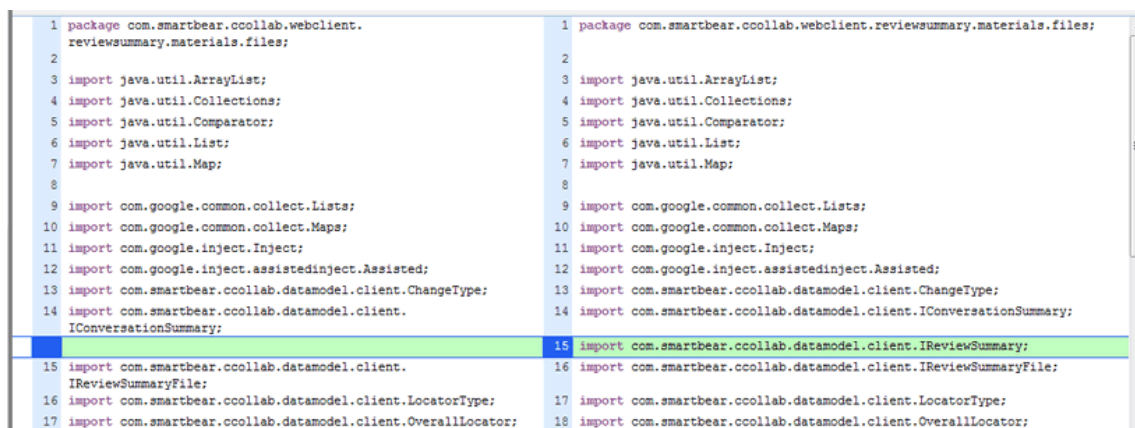 1 package com.smartbear.ccollab.webclient.
reviewsummary.materials.files;
2
3 import java.util.ArrayList;
4 import java.util.Collections;
5 import java.util.Comparator;
6 import java.util.List;
7 import java.util.Map;
8
9 import com.google.common.collect.Lists;
10 import com.google.common.collect.Maps;
11 import com.google.inject.Inject;
12 import com.google.inject.assistedinject.Assisted;
13 import com.smartbear.ccollab.datamodel.client.ChangeType;
14 import com.smartbear.ccollab.datamodel.client.
IConversationSummary;
15 import com.smartbear.ccollab.datamodel.client.
IReviewSummaryFile;
16 import com.smartbear.ccollab.datamodel.client.LocatorType;
17 import com.smartbear.ccollab.datamodel.client.OverallLocator;
1 package com.smartbear.ccollab.webclient.reviewsummary.materials.files;
2
3 import java.util.ArrayList;
4 import java.util.Collections;
5 import java.util.Comparator;
6 import java.util.List;
7 import java.util.Map;
8
9 import com.google.common.collect.Lists;
10 import com.google.common.collect.Maps;
11 import com.google.inject.Inject;
12 import com.google.inject.assistedinject.Assisted;
13 import com.smartbear.ccollab.datamodel.client.ChangeType;
14 import com.smartbear.ccollab.datamodel.client.IConversationSummary;
15 import com.smartbear.ccollab.datamodel.client.IReviewSummary;
16 import com.smartbear.ccollab.datamodel.client.IReviewSummaryFile;
17 import com.smartbear.ccollab.datamodel.client.LocatorType;
18 import com.smartbear.ccollab.datamodel.client.OverallLocator;